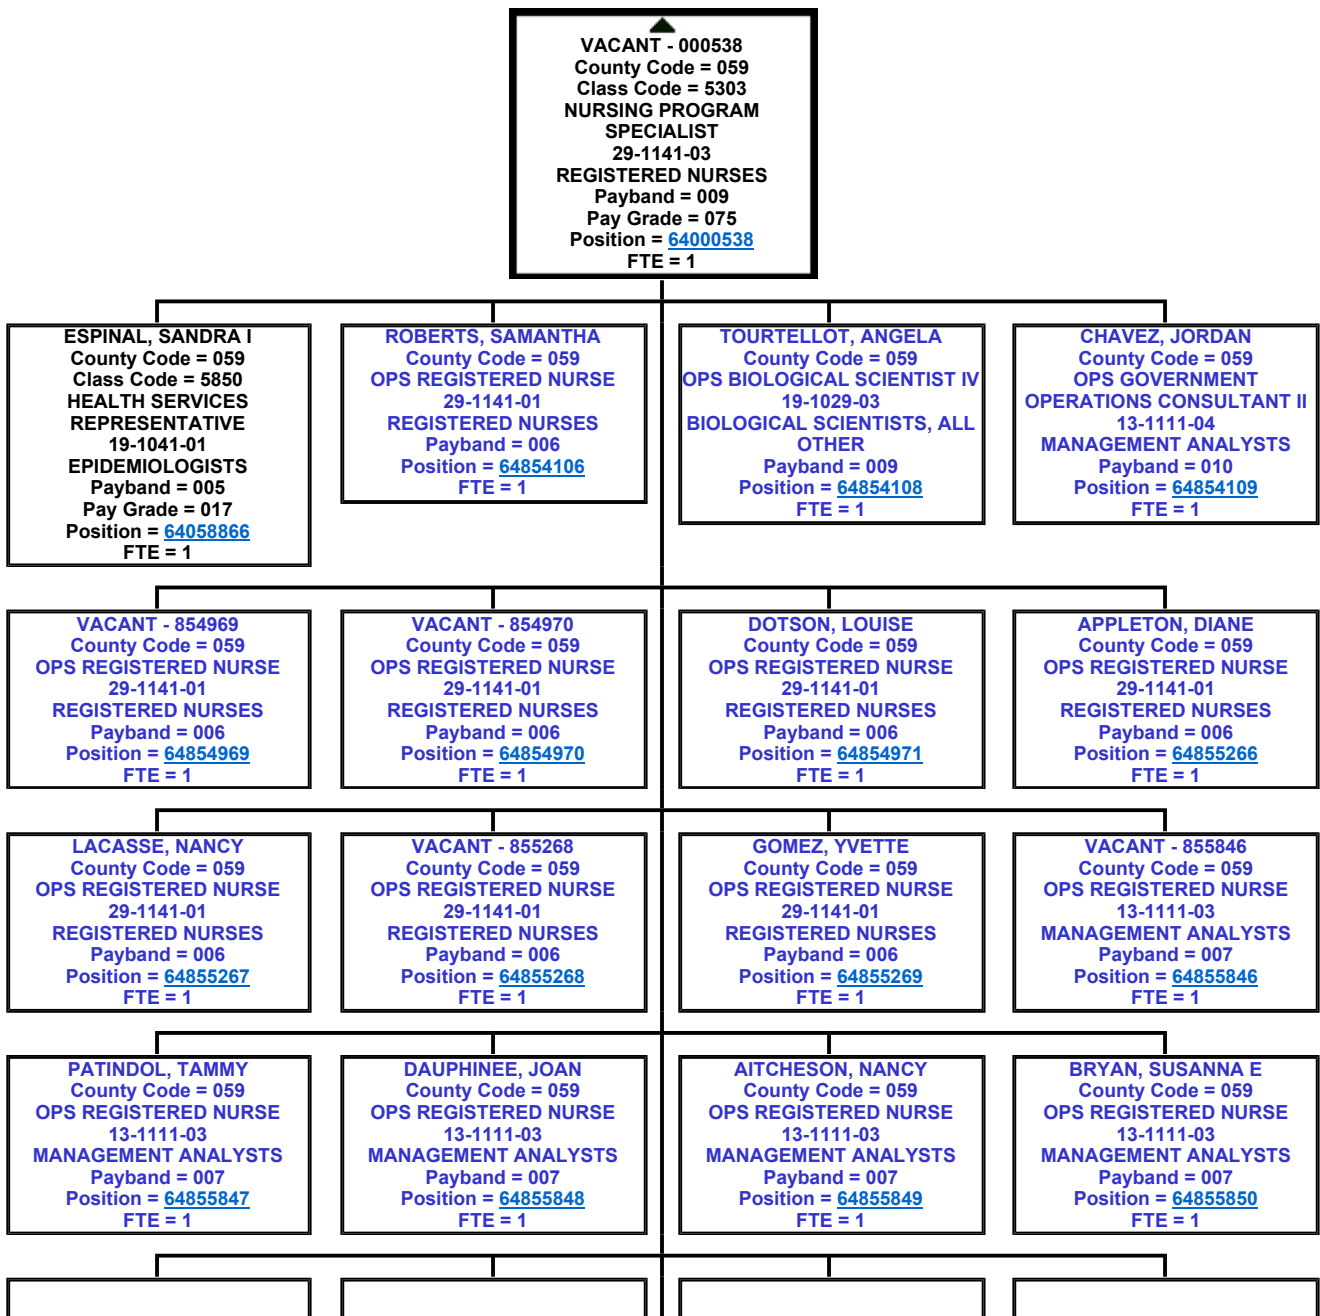 VACANT - 000538
County Code = 059
Class Code = 5303
NURSING PROGRAM
SPECIALIST
29-1141-03
REGISTERED NURSES
Payband = 009
Pay Grade = 075
Position = 64000538
FTE = 1
ESPINAL, SANDRA I
County Code = 059
Class Code = 5850
HEALTH SERVICES
REPRESENTATIVE
19-1041-01
EPIDEMIOLOGISTS
Payband = 005
Pay Grade = 017
Position = 64058866
FTE = 1
ROBERTS, SAMANTHA
County Code = 059
OPS REGISTERED NURSE
29-1141-01
REGISTERED NURSES
Payband = 006
Position = 64854106
FTE = 1
TOURTELLOT, ANGELA
County Code = 059
OPS BIOLOGICAL SCIENTIST IV
19-1029-03
BIOLOGICAL SCIENTISTS, ALL
OTHER
Payband = 009
Position = 64854108
FTE = 1
CHAVEZ, JORDAN
County Code = 059
OPS GOVERNMENT
OPERATIONS CONSULTANT II
13-1111-04
MANAGEMENT ANALYSTS
Payband = 010
Position = 64854109
FTE = 1
VACANT - 854969
County Code = 059
OPS REGISTERED NURSE
29-1141-01
REGISTERED NURSES
Payband = 006
Position = 64854969
FTE = 1
VACANT - 854970
County Code = 059
OPS REGISTERED NURSE
29-1141-01
REGISTERED NURSES
Payband = 006
Position = 64854970
FTE = 1
DOTSON, LOUISE
County Code = 059
OPS REGISTERED NURSE
29-1141-01
REGISTERED NURSES
Payband = 006
Position = 64854971
FTE = 1
APPLETON, DIANE
County Code = 059
OPS REGISTERED NURSE
29-1141-01
REGISTERED NURSES
Payband = 006
Position = 64855266
FTE = 1
LACASSE, NANCY
County Code = 059
OPS REGISTERED NURSE
29-1141-01
REGISTERED NURSES
Payband = 006
Position = 64855267
FTE = 1
VACANT - 855268
County Code = 059
OPS REGISTERED NURSE
29-1141-01
REGISTERED NURSES
Payband = 006
Position = 64855268
FTE = 1
GOMEZ, YVETTE
County Code = 059
OPS REGISTERED NURSE
29-1141-01
REGISTERED NURSES
Payband = 006
Position = 64855269
FTE = 1
VACANT - 855846
County Code = 059
OPS REGISTERED NURSE
13-1111-03
MANAGEMENT ANALYSTS
Payband = 007
Position = 64855846
FTE = 1
PATINDOL, TAMMY
County Code = 059
OPS REGISTERED NURSE
13-1111-03
MANAGEMENT ANALYSTS
Payband = 007
Position = 64855847
FTE = 1
DAUPHINEE, JOAN
County Code = 059
OPS REGISTERED NURSE
13-1111-03
MANAGEMENT ANALYSTS
Payband = 007
Position = 64855848
FTE = 1
AITCHESON, NANCY
County Code = 059
OPS REGISTERED NURSE
13-1111-03
MANAGEMENT ANALYSTS
Payband = 007
Position = 64855849
FTE = 1
BRYAN, SUSANNA E
County Code = 059
OPS REGISTERED NURSE
13-1111-03
MANAGEMENT ANALYSTS
Payband = 007
Position = 64855850
FTE = 1